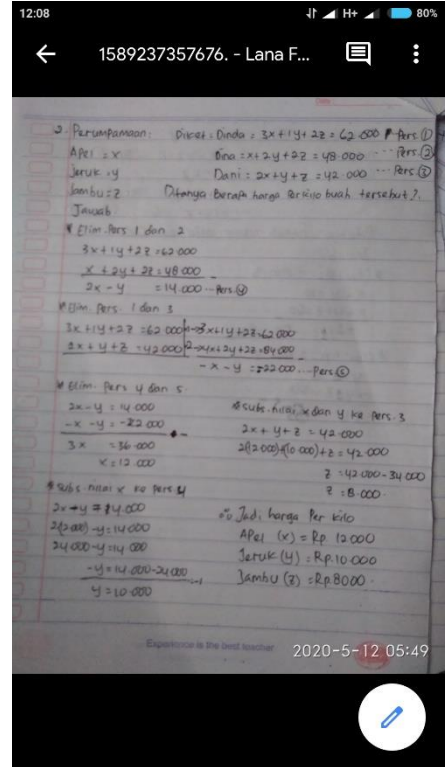 12:08
H+
80%
1589237357676. - Lana F...
2. Perumpamaan: Diket: Dinda = 3x+1y+2z = 62.000 Pers. ①
Apel = x Dina = x+2y+2z = 48.000 ... Pers. ②
Jeruk = y Dani = 2x+y+z = 42.000 ... Pers. ③
Jambu = z Ditanya Berapa harga Perkilo buah tersebut?
Jawab
* Elim. Pers 1 dan 2
3x+1y+2z = 62.000
x+2y+2z = 48.000
2x-y = 14.000 ... Pers. ④
* Elim. Pers. 1 dan 3
3x+1y+2z = 62.000 3x+1y+2z=62.000
2x+y+z = 42.000 2 4x+2y+2z=84.000
-x-y = -22.000 ... Pers. ⑤
* Elim. Pers 4 dan 5
2x-y = 14.000
-x-y = -22.000
3x = 36.000
x = 12.000
* Subs. nilai x ke Pers 4
2x-y = 14.000
2(12.000)-y=14.000
24.000-y=14.000
-y=14.000-24.000
y=10.000
* Subs. nilai x dan y ke pers. 3
2x+y+z = 42.000
2(12.000)+(10.000)+z = 42.000
z = 42.000-34.000
z = 8.000.
∴ Jadi, harga Per kilo
APel (x) = Rp 12000
Jeruk (y) = Rp.10.000
Jambu (z) = Rp.8000.
Experience is the best teacher
2020-5-12 05:49